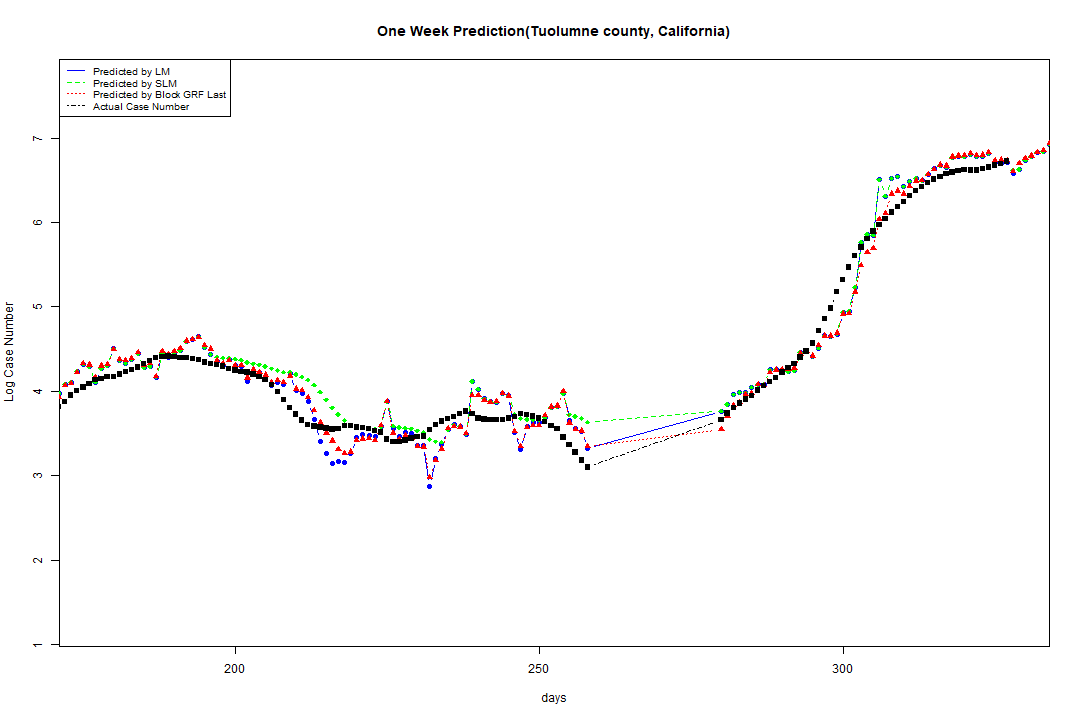 One Week Prediction(Tuolumne county, California)
Predicted by LM
Predicted by SLM
Predicted by Block GRF Last
Actual Case Number
Log Case Number
7
6
5
4
3
2
1
200 250 300
days